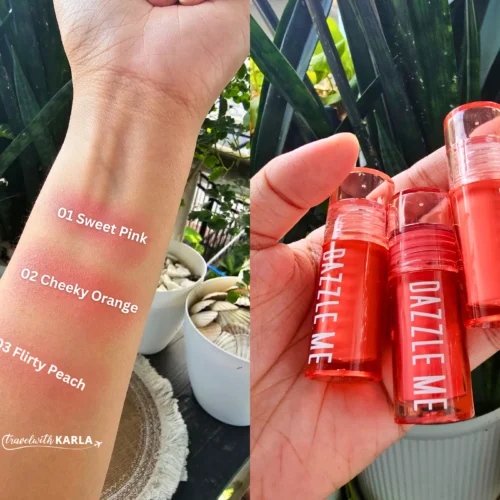 01 Sweet Pink
02 Cheeky Orange
03 Flirty Peach
travelwith KARLA
DAZZLE ME
DAZZLE ME